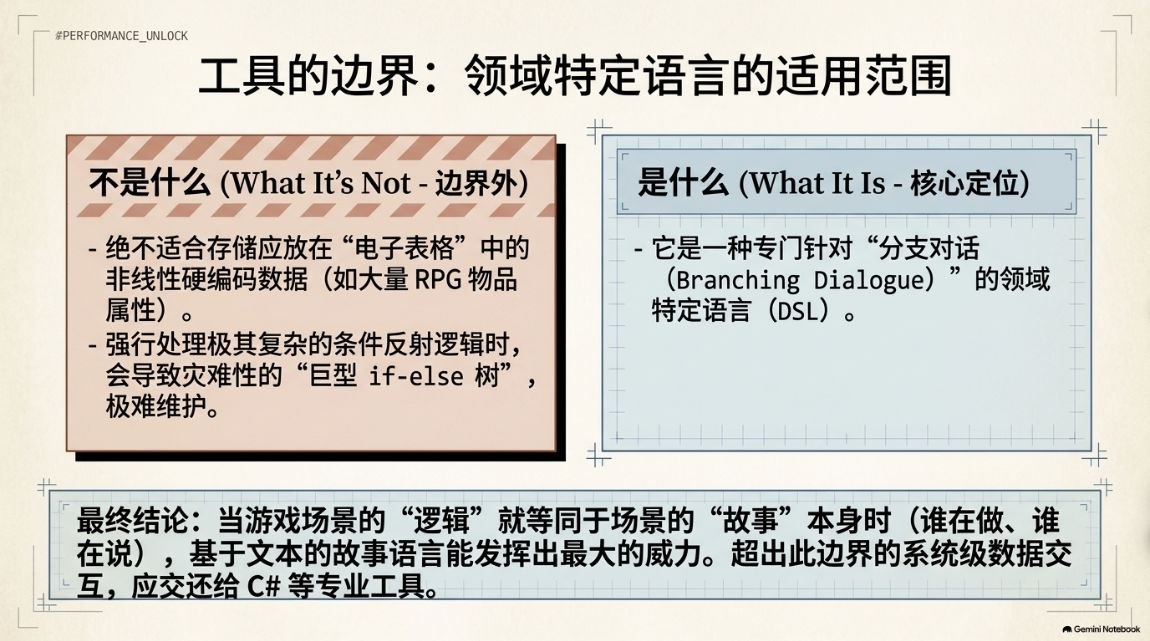 #PERFORMANCE_UNLOCK
工具的边界：领域特定语言的适用范围
不是什么 (What It’s Not - 边界外)
- 绝不适合存储应放在“电子表格”中的
非线性硬编码数据（如大量 RPG 物品
属性）。
- 强行处理极其复杂的条件反射逻辑时，
会导致灾难性的“巨型 if-else 树”，
极难维护。
是什么 (What It Is - 核心定位)
- 它是一种专门针对“分支对话
（Branching Dialogue）”的领域
特定语言（DSL）。
最终结论：当游戏场景的“逻辑”就等同于场景的“故事”本身时（谁在做、谁
在说），基于文本的故事语言能发挥出最大的威力。超出此边界的系统级数据交
互，应交还给 C# 等专业工具。
Gemini Notebook